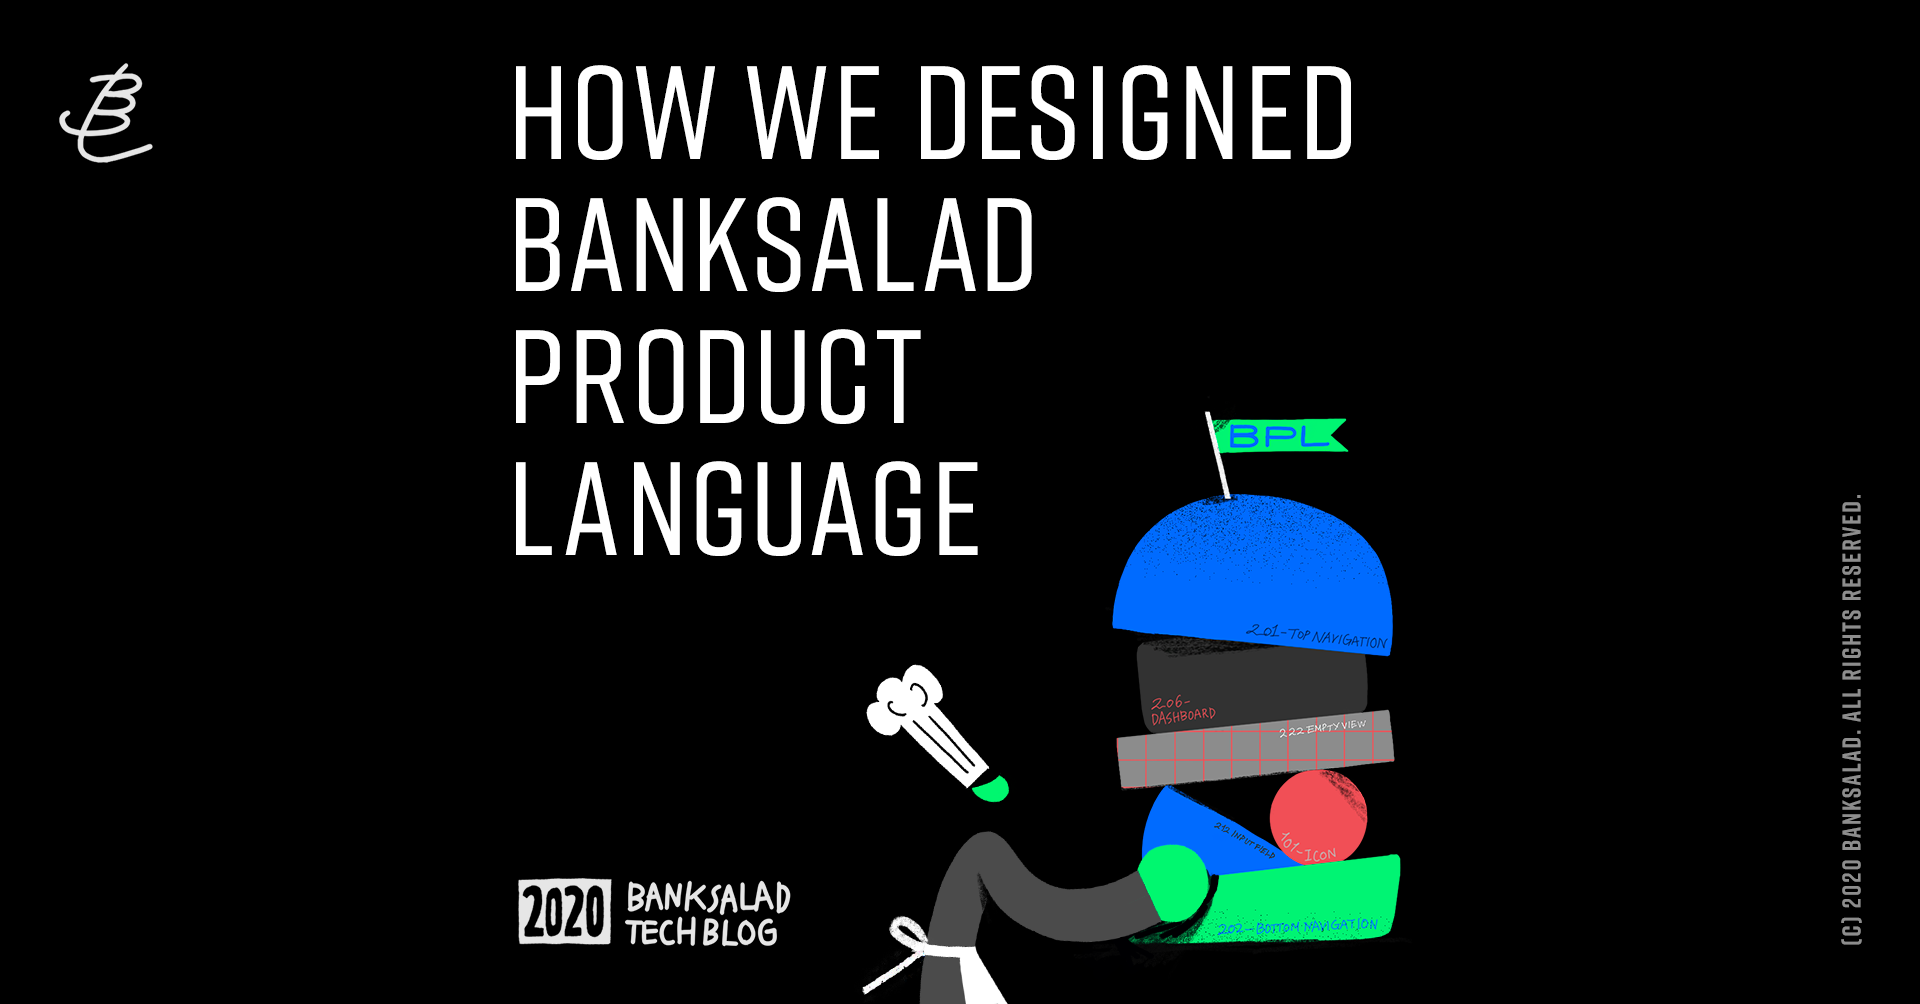 HOW WE DESIGNED
BANKSALAD
PRODUCT
LANGUAGE
BPL
201-TOP NAVIGATION
206-
DASHBOARD
222 EMPTY VIEW
212 INPUT FIELD
101-ICON
202-BOTTOM NAVIGATION
2020
BANKSALAD
TECH BLOG
(C) 2020 BANKSALAD. ALL RIGHTS RESERVED.